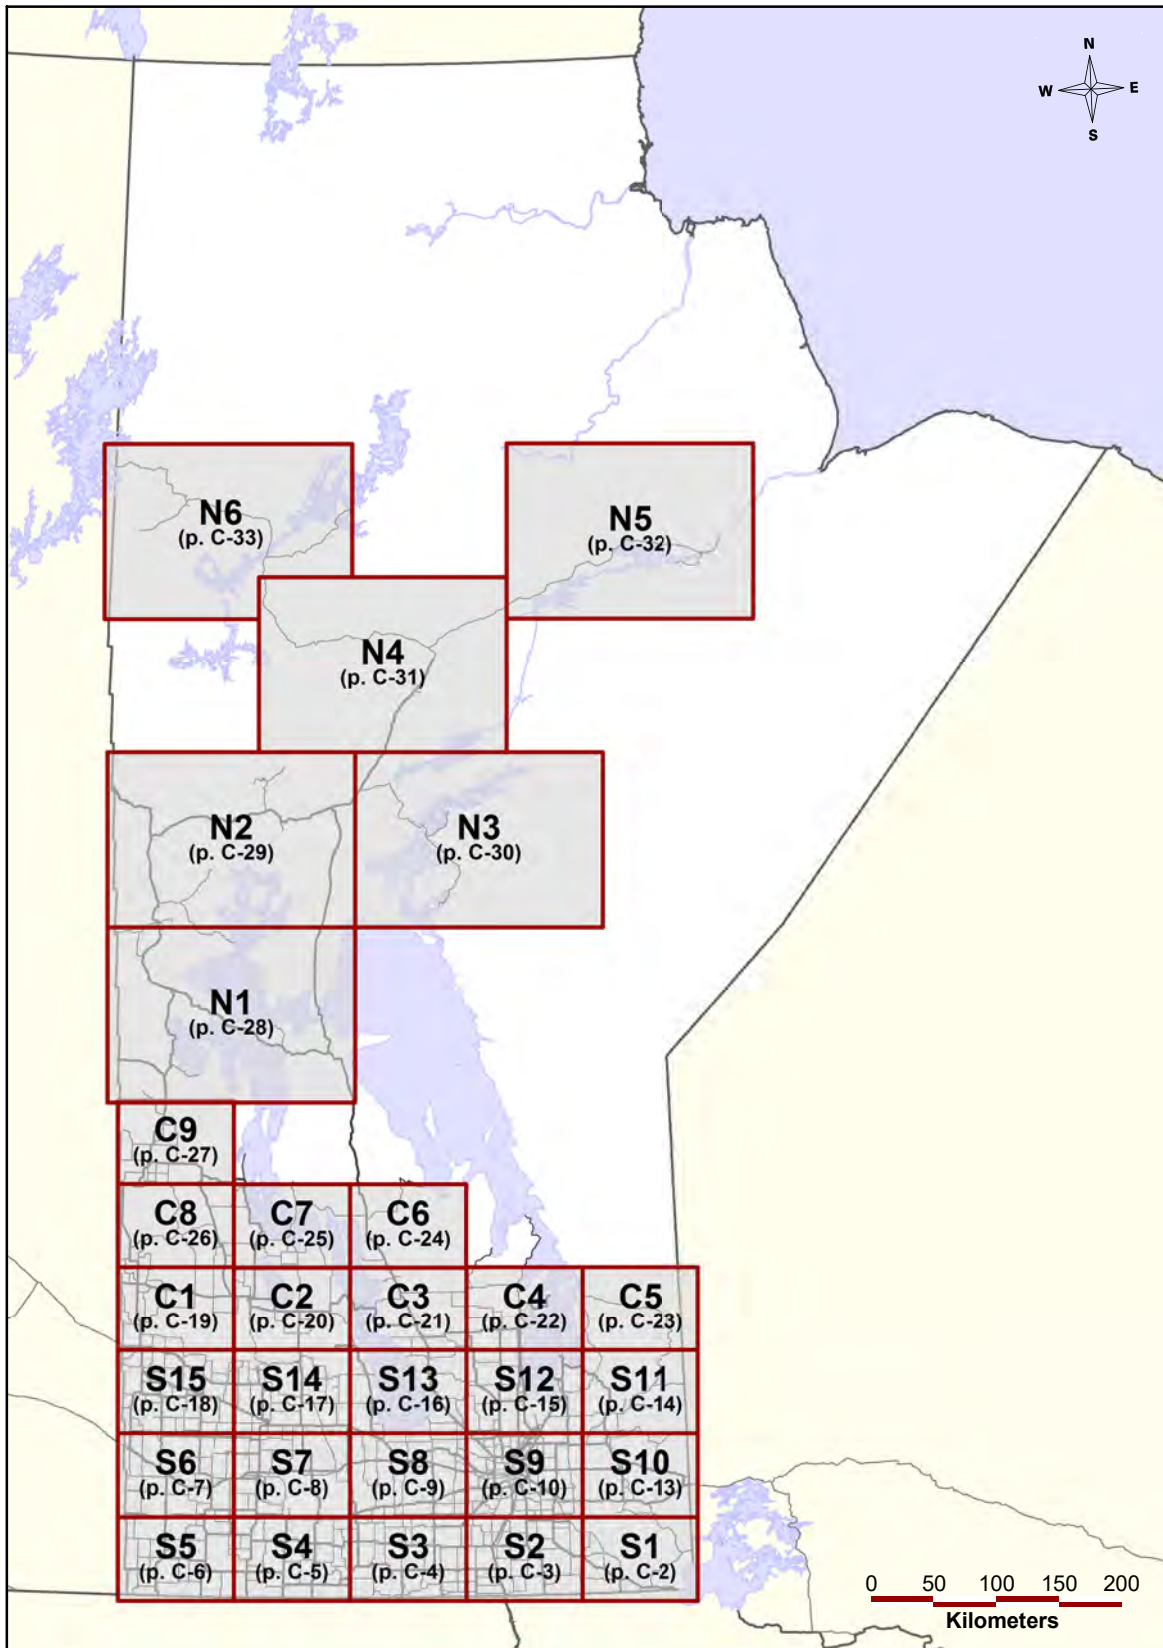 N
W E
S
N6
(p. C-33)
N5
(p. C-32)
N4
(p. C-31)
N2
(p. C-29)
N3
(p. C-30)
N1
(p. C-28)
C9
(p. C-27)
C8
(p. C-26)
C7
(p. C-25)
C6
(p. C-24)
C1
(p. C-19)
C2
(p. C-20)
C3
(p. C-21)
C4
(p. C-22)
C5
(p. C-23)
S15
(p. C-18)
S14
(p. C-17)
S13
(p. C-16)
S12
(p. C-15)
S11
(p. C-14)
S6
(p. C-7)
S7
(p. C-8)
S8
(p. C-9)
S9
(p. C-10)
S10
(p. C-13)
S5
(p. C-6)
S4
(p. C-5)
S3
(p. C-4)
S2
(p. C-3)
S1
(p. C-2)
0 50 100 150 200
Kilometers